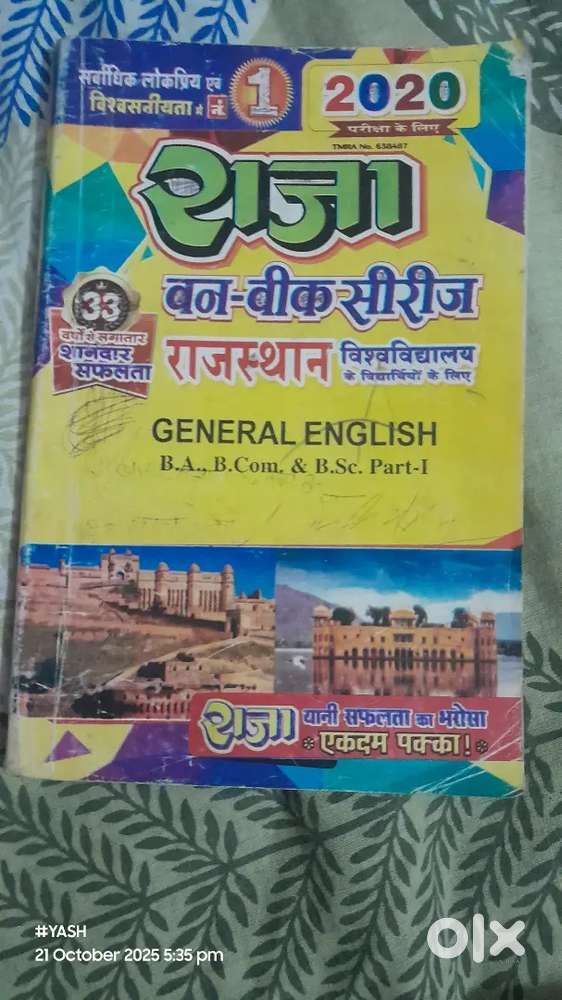 सर्वाधिक लोकप्रिय एवं
विश्वसनीयता में नं. 1
2020
परीक्षा के लिए
TMRA No. 638487
राजा
वन-वीक सीरीज
33
वर्षों से लगातार
शानदार
सफलता
राजस्थान विश्वविद्यालय
के विद्यार्थियों के लिए
GENERAL ENGLISH
B.A., B.Com. & B.Sc. Part-I
राजा यानी सफलता का भरोसा
* एकदम पक्का! *
#YASH
21 October 2025 5:35 pm
olx